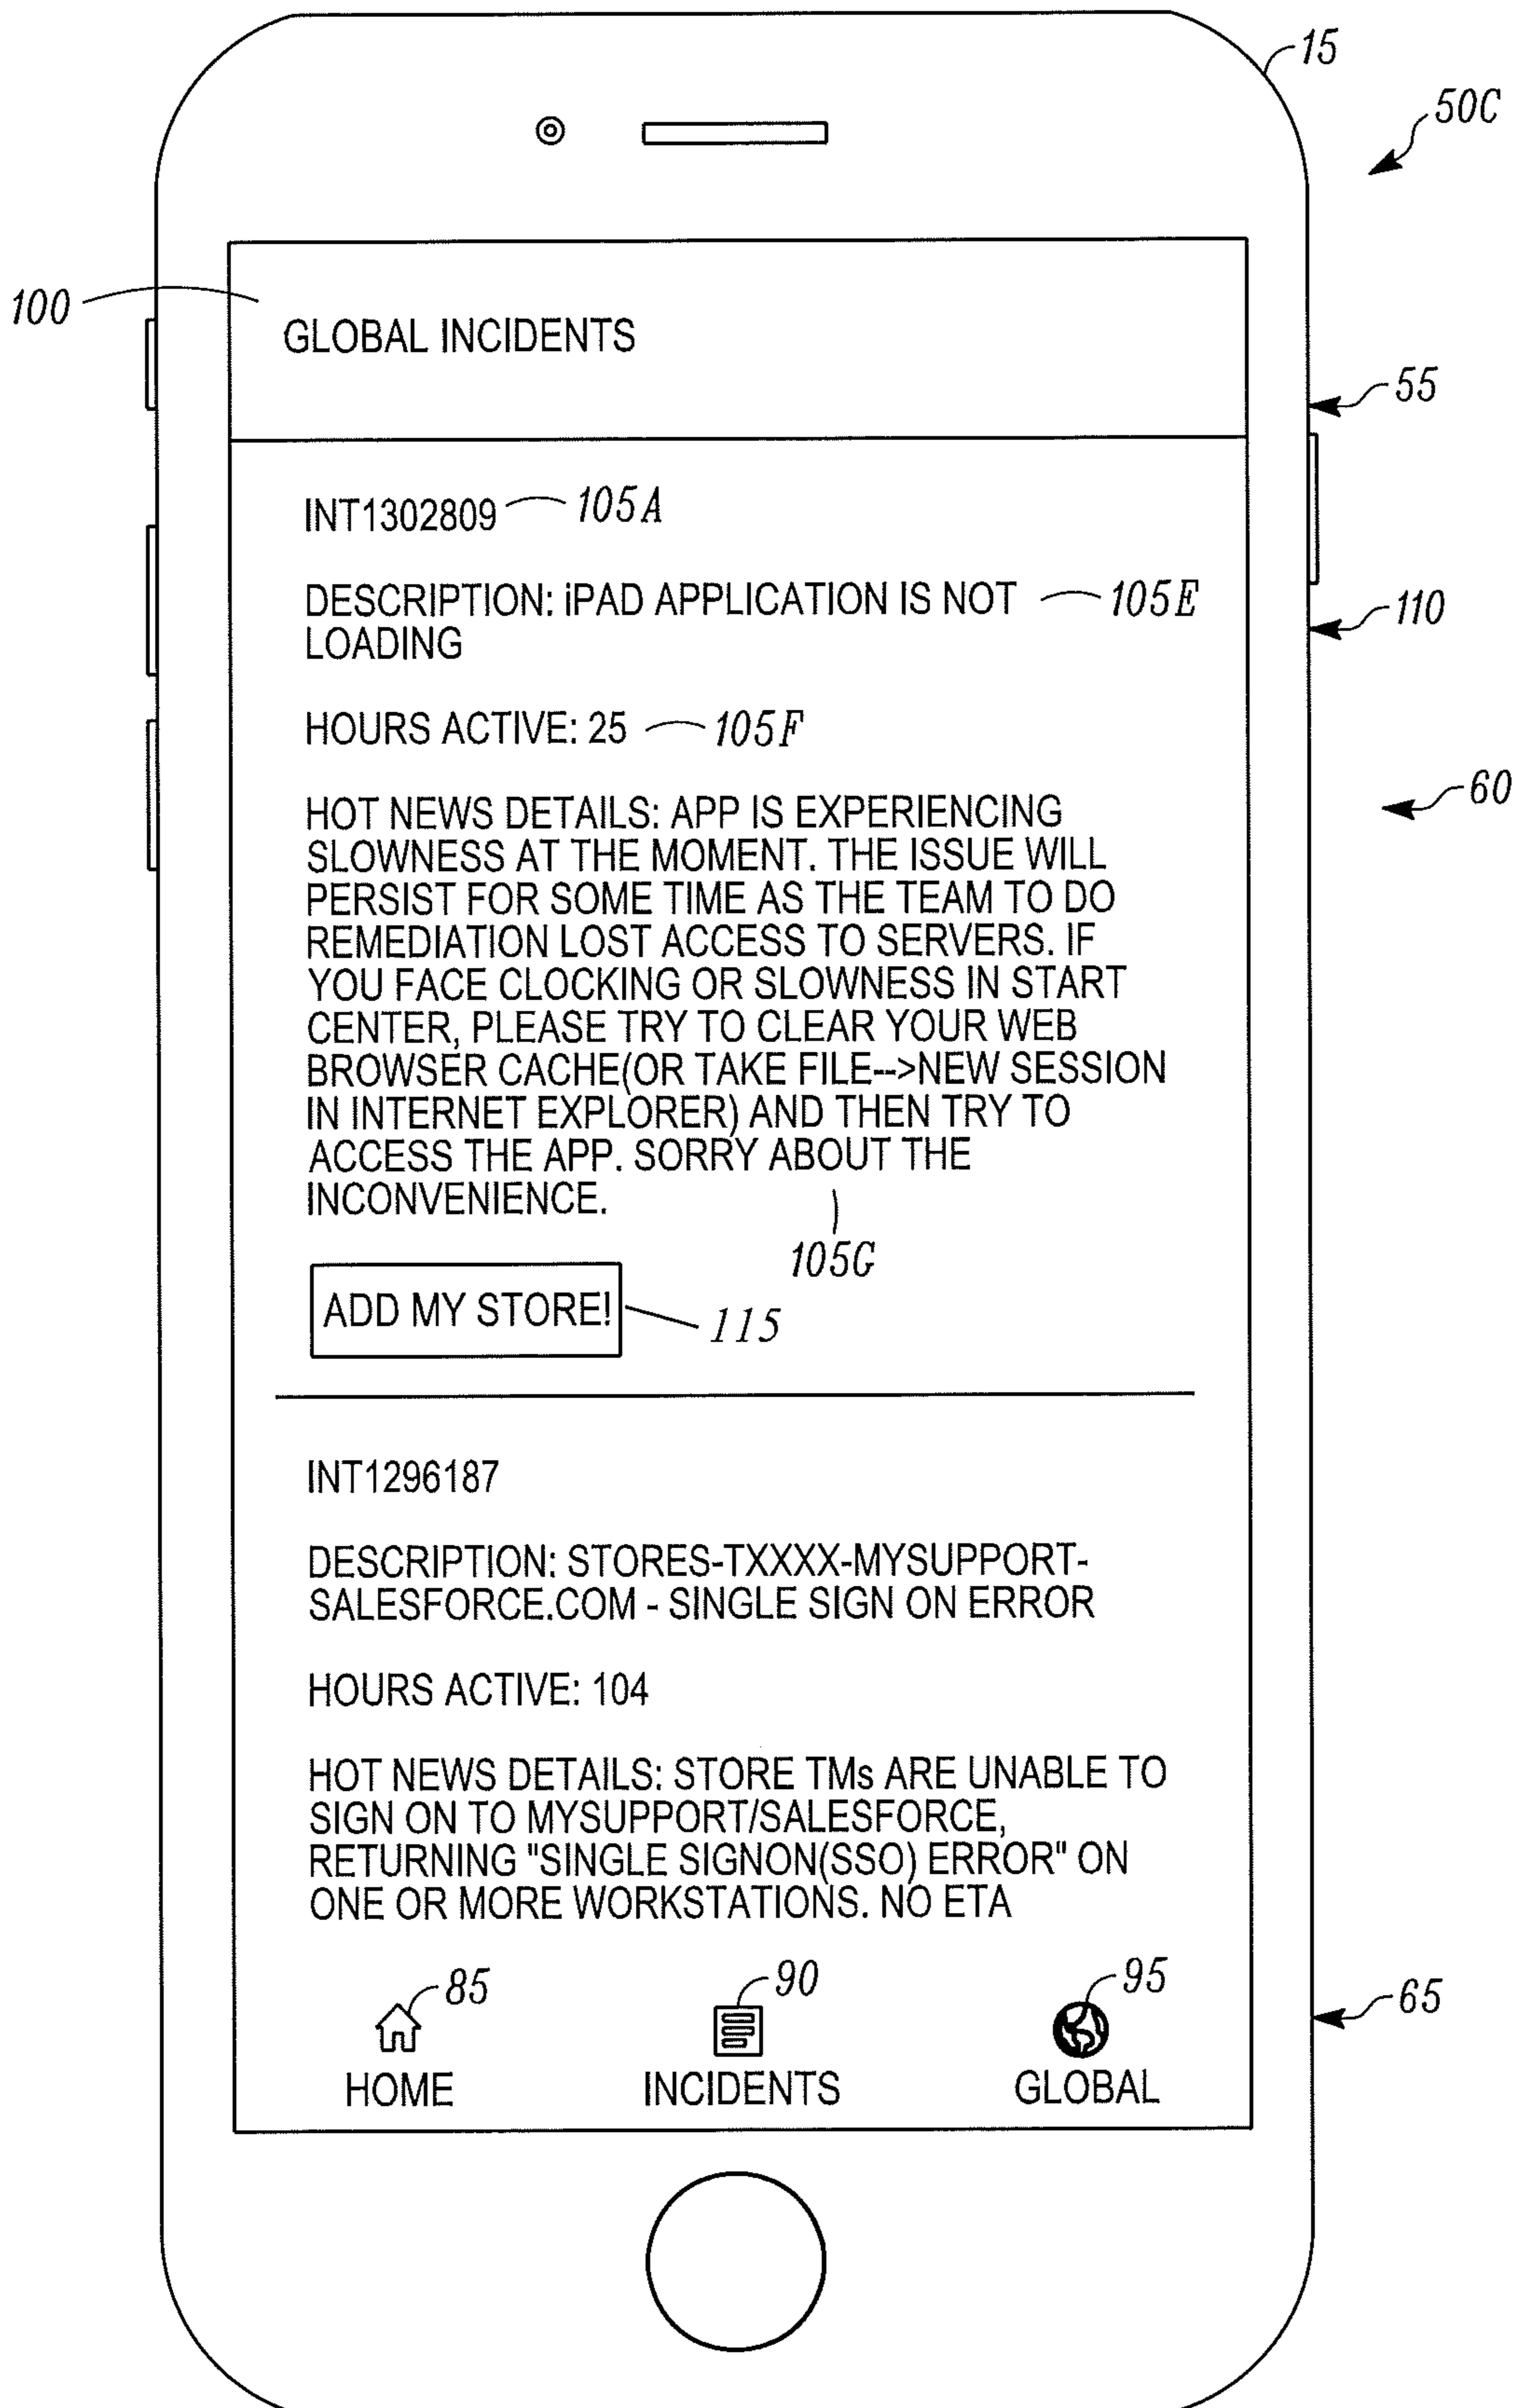 15
50C
100
GLOBAL INCIDENTS
55
INT1302809 105A
DESCRIPTION: iPAD APPLICATION IS NOT 105E
LOADING
110
HOURS ACTIVE: 25 105F
60
HOT NEWS DETAILS: APP IS EXPERIENCING
SLOWNESS AT THE MOMENT. THE ISSUE WILL
PERSIST FOR SOME TIME AS THE TEAM TO DO
REMEDIATION LOST ACCESS TO SERVERS. IF
YOU FACE CLOCKING OR SLOWNESS IN START
CENTER, PLEASE TRY TO CLEAR YOUR WEB
BROWSER CACHE(OR TAKE FILE-->NEW SESSION
IN INTERNET EXPLORER) AND THEN TRY TO
ACCESS THE APP. SORRY ABOUT THE
INCONVENIENCE.
105G
ADD MY STORE! 115
INT1296187
DESCRIPTION: STORES-TXXXX-MYSUPPORT-
SALESFORCE.COM - SINGLE SIGN ON ERROR
HOURS ACTIVE: 104
HOT NEWS DETAILS: STORE TMs ARE UNABLE TO
SIGN ON TO MYSUPPORT/SALESFORCE,
RETURNING "SINGLE SIGNON(SSO) ERROR" ON
ONE OR MORE WORKSTATIONS. NO ETA
85 90 95
65
HOME INCIDENTS GLOBAL